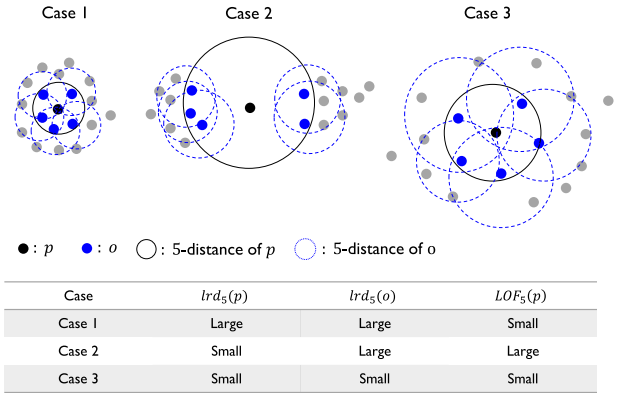 Case 1 Case 2 Case 3
: p : o : 5-distance of p : 5-distance of o
Case lrd₅(p) lrd₅(o) LOF₅(p)
Case 1 Large Large Small
Case 2 Small Large Large
Case 3 Small Small Small